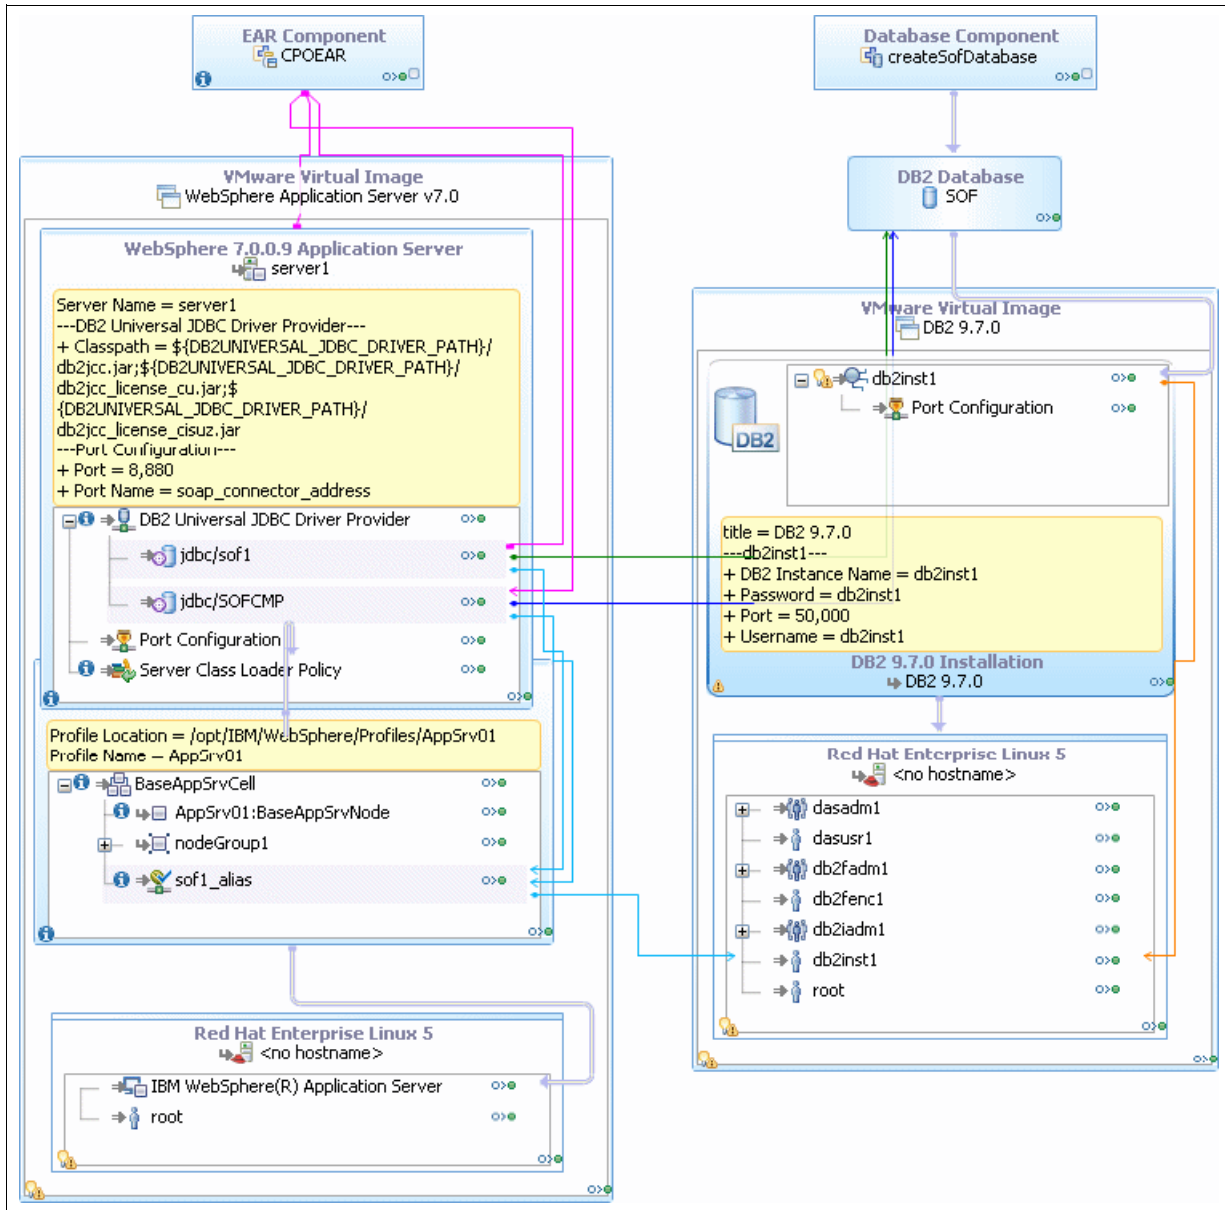 EAR Component
CPOEAR
VMware Virtual Image
WebSphere Application Server v7.0
WebSphere 7.0.0.9 Application Server
server1
Server Name = server1
---DB2 Universal JDBC Driver Provider---
+ Classpath = ${DB2UNIVERSAL_JDBC_DRIVER_PATH}/
db2jcc.jar;${DB2UNIVERSAL_JDBC_DRIVER_PATH}/
db2jcc_license_cu.jar;$
{DB2UNIVERSAL_JDBC_DRIVER_PATH}/
db2jcc_license_cisuz.jar
---Port Configuration---
+ Port = 8,880
+ Port Name = soap_connector_address
DB2 Universal JDBC Driver Provider
jdbc/sof1
jdbc/SOFCMP
Port Configuration
Server Class Loader Policy
Profile Location = /opt/IBM/WebSphere/Profiles/AppSrv01
Profile Name = AppSrv01
BaseAppSrvCell
AppSrv01:BaseAppSrvNode
nodeGroup1
sof1_alias
Red Hat Enterprise Linux 5
<no hostname>
IBM WebSphere(R) Application Server
root
Database Component
createSofDatabase
DB2 Database
SOF
VMware Virtual Image
DB2 9.7.0
db2inst1
Port Configuration
DB2
title = DB2 9.7.0
---db2inst1---
+ DB2 Instance Name = db2inst1
+ Password = db2inst1
+ Port = 50,000
+ Username = db2inst1
DB2 9.7.0 Installation
DB2 9.7.0
Red Hat Enterprise Linux 5
<no hostname>
dasadm1
dasusr1
db2fadm1
db2fenc1
db2iadm1
db2inst1
root